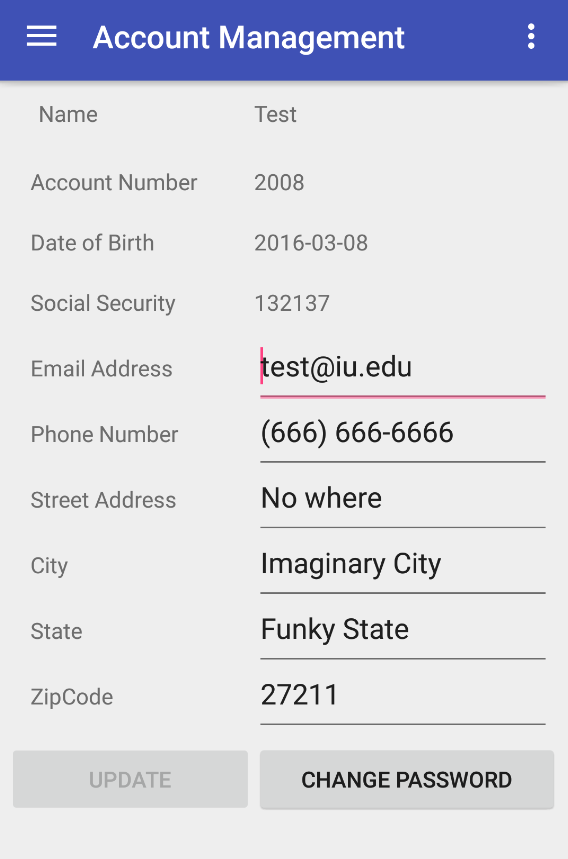 Account Management
Name Test
Account Number 2008
Date of Birth 2016-03-08
Social Security 132137
Email Address test@iu.edu
Phone Number (666) 666-6666
Street Address No where
City Imaginary City
State Funky State
ZipCode 27211
UPDATE CHANGE PASSWORD